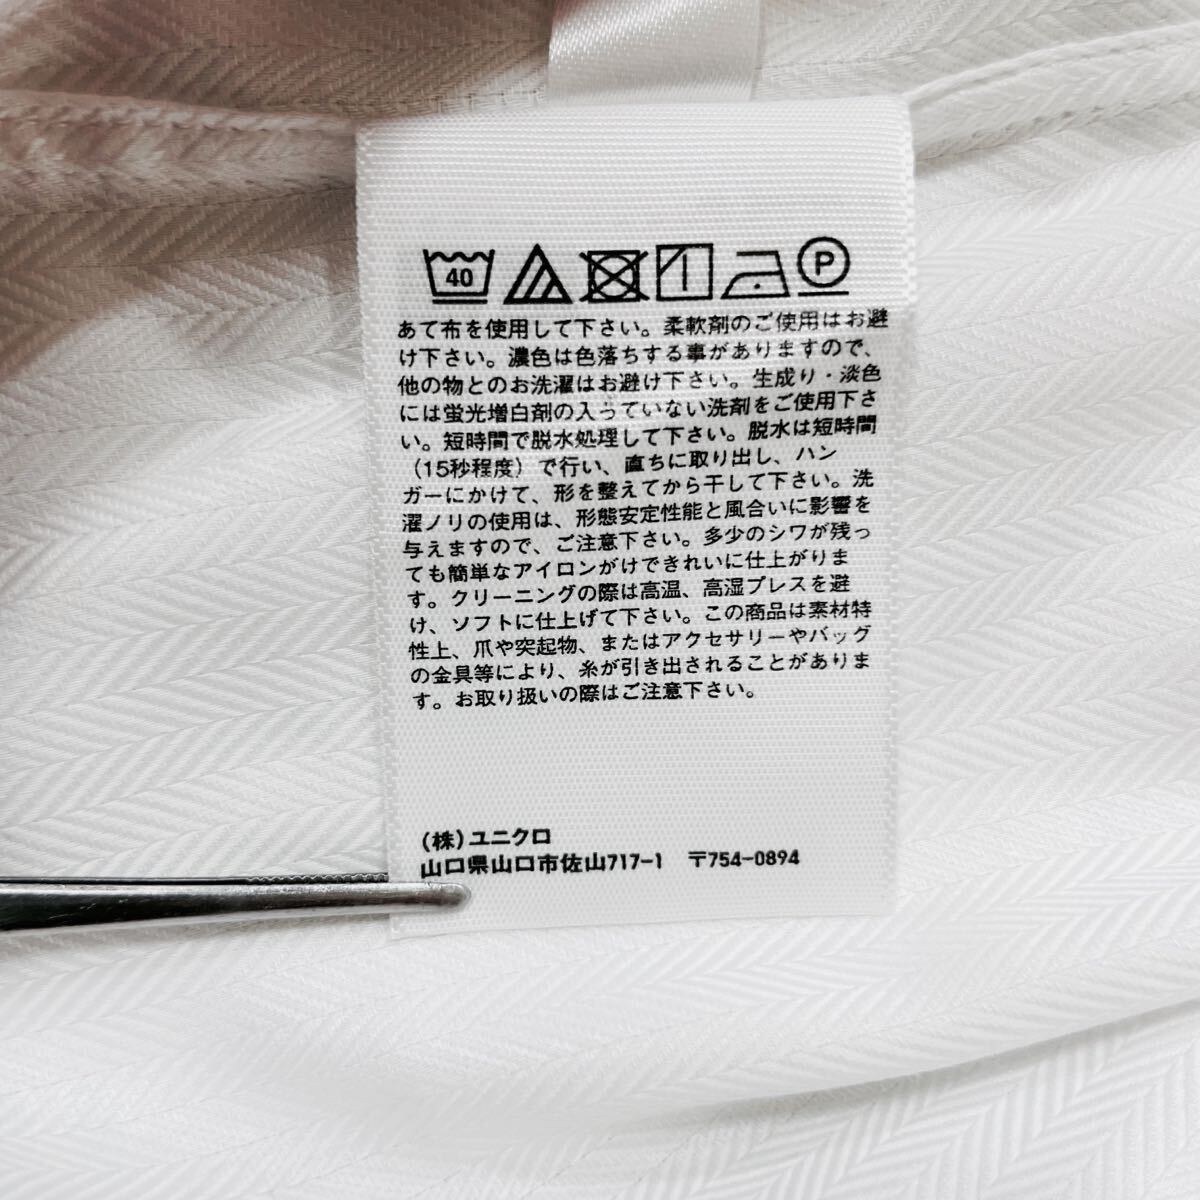 40 P
あて布を使用して下さい。柔軟剤のご使用はお避
け下さい。濃色は色落ちする事がありますので、
他の物とのお洗濯はお避け下さい。生成り・淡色
には蛍光増白剤の入っていない洗剤をご使用下さ
い。短時間で脱水処理して下さい。脱水は短時間
（15秒程度）で行い、直ちに取り出し、ハン
ガーにかけて、形を整えてから干して下さい。洗
濯ノリの使用は、形態安定性能と風合いに影響を
与えますので、ご注意下さい。多少のシワが残っ
ても簡単なアイロンがけできれいに仕上がりま
す。クリーニングの際は高温、高湿プレスを避
け、ソフトに仕上げて下さい。この商品は素材特
性上、爪や突起物、またはアクセサリーやバッグ
の金具等により、糸が引き出されることがありま
す。お取り扱いの際はご注意下さい。
(株)ユニクロ
山口県山口市佐山717-1 〒754-0894